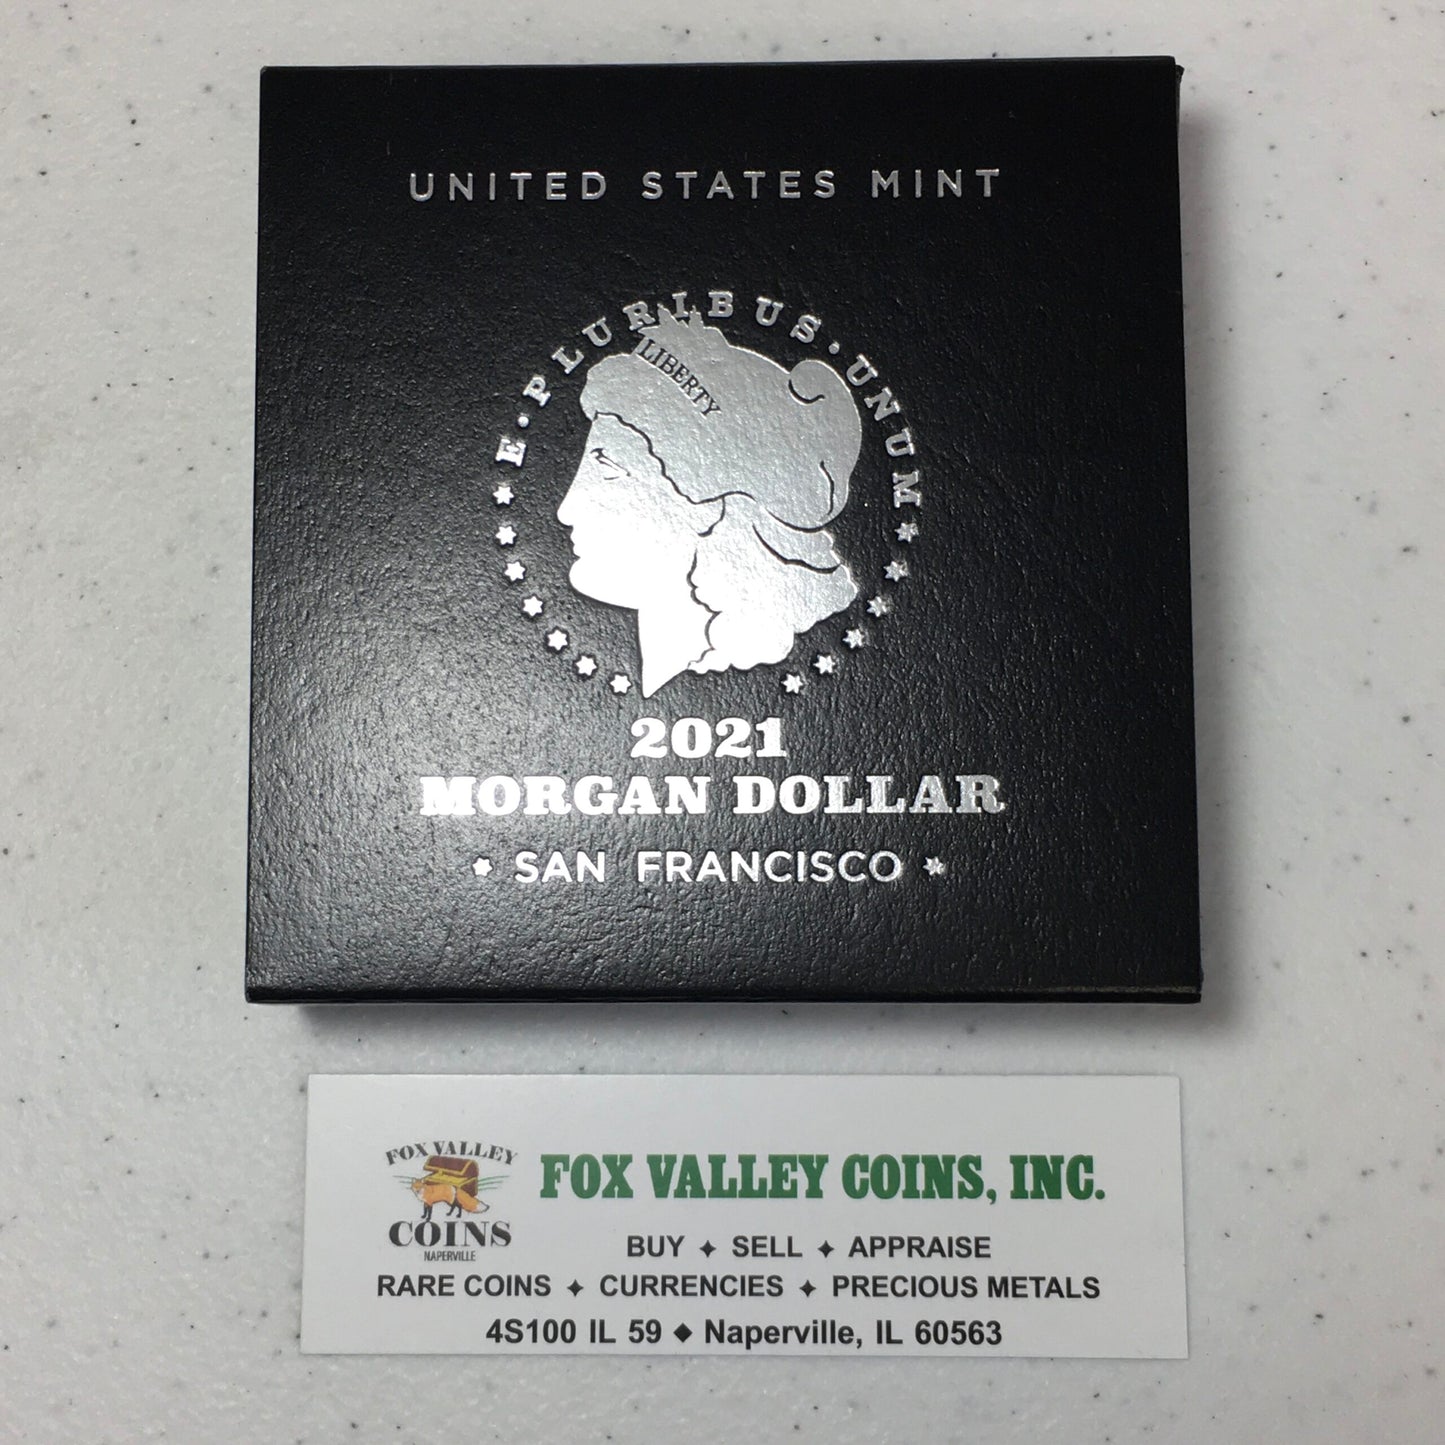 UNITED STATES MINT
E · PLURIBUS · UNUM
LIBERTY
2021
MORGAN DOLLAR
SAN FRANCISCO
FOX VALLEY
COINS
NAPERVILLE
FOX VALLEY COINS, INC.
BUY ✦ SELL ✦ APPRAISE
RARE COINS ✦ CURRENCIES ✦ PRECIOUS METALS
4S100 IL 59 ◆ Naperville, IL 60563